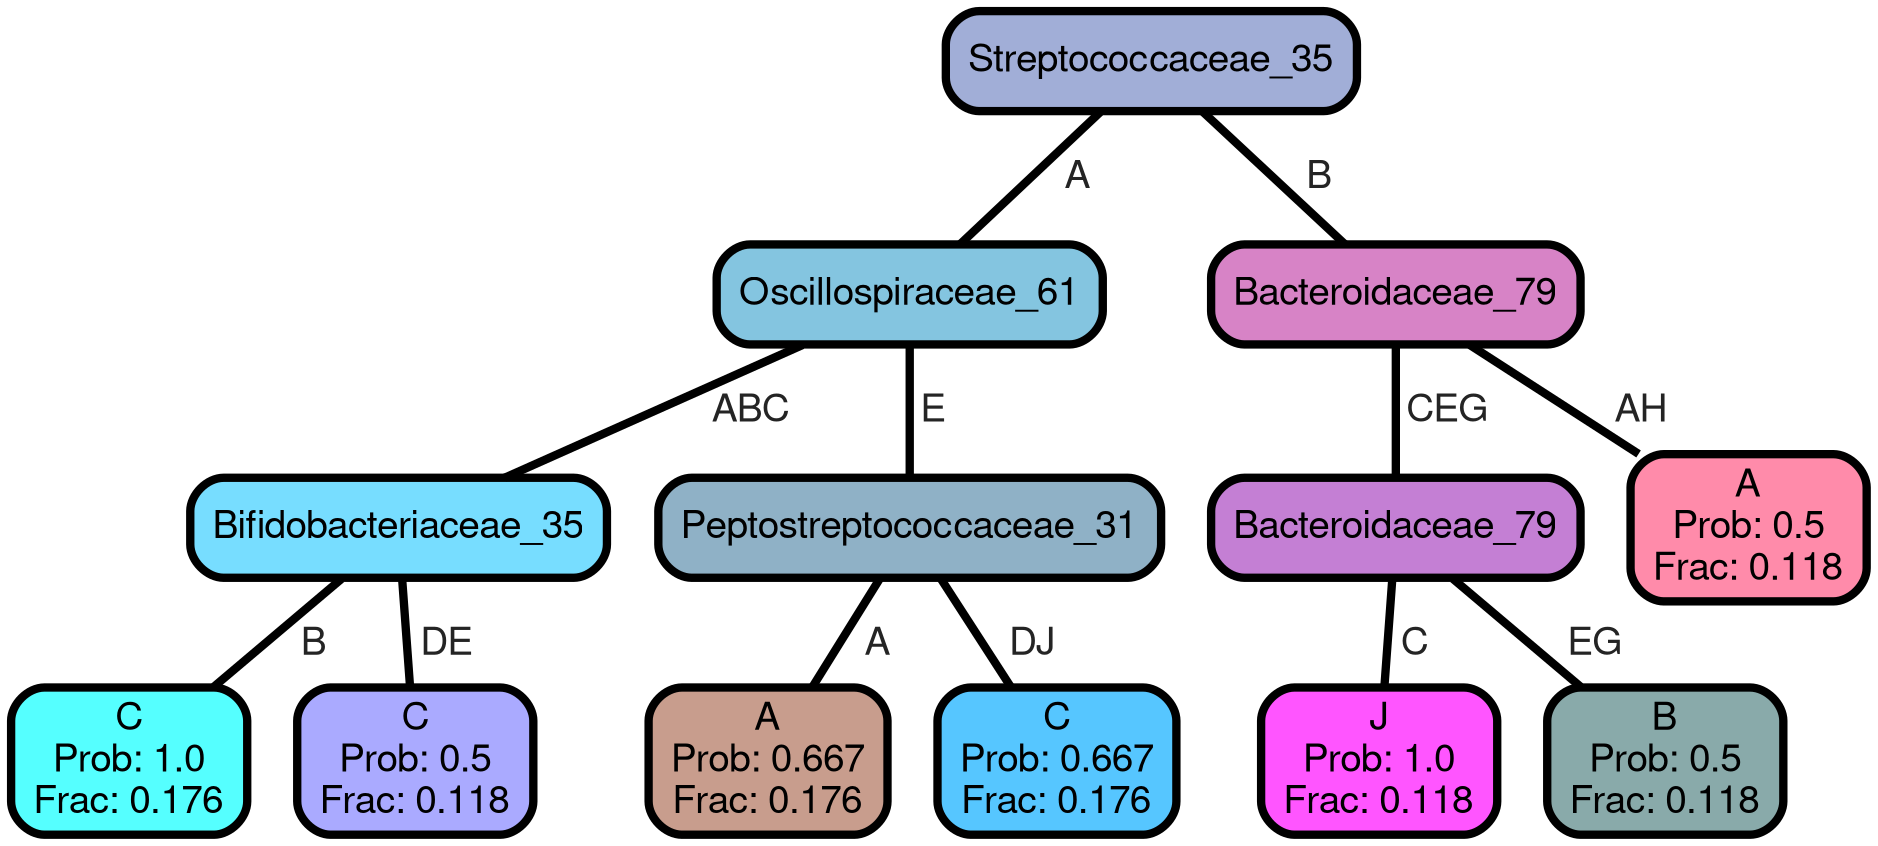 Streptococcaceae_35
A
B
Oscillospiraceae_61
Bacteroidaceae_79
ABC
E
CEG
AH
Bifidobacteriaceae_35
Peptostreptococcaceae_31
Bacteroidaceae_79
A
Prob: 0.5
Frac: 0.118
B
DE
A
DJ
C
EG
C
Prob: 1.0
Frac: 0.176
C
Prob: 0.5
Frac: 0.118
A
Prob: 0.667
Frac: 0.176
C
Prob: 0.667
Frac: 0.176
J
Prob: 1.0
Frac: 0.118
B
Prob: 0.5
Frac: 0.118